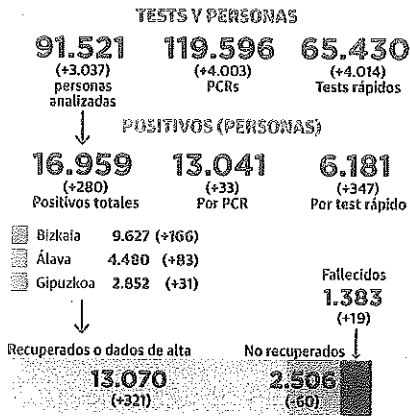 TESTS Y PERSONAS
91.521 119.596 65.430
(+3.037) (+4.003) (+4.014)
personas PCRs Tests rápidos
analizadas
POSITIVOS (PERSONAS)
16.959 13.041 6.181
(+280) (+33) (+347)
Positivos totales Por PCR Por test rápido
Bizkaia 9.627 (+166)
Álava 4.480 (+83)
Gipuzkoa 2.852 (+31)
Fallecidos
1.383
(+19)
Recuperados o dados de alta No recuperados
13.070 2.506
(+321) (-60)